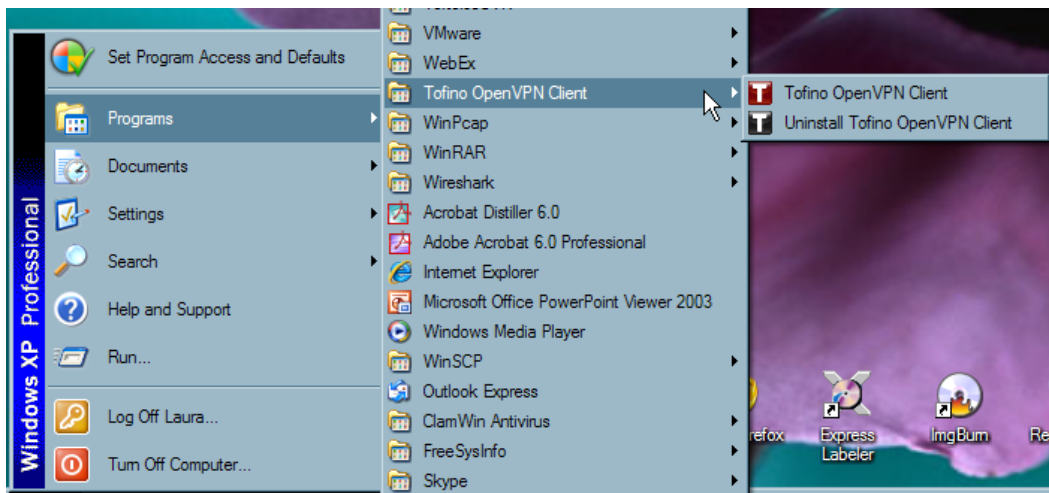 Windows XP Professional
Set Program Access and Defaults
Programs
Documents
Settings
Search
Help and Support
Run...
Log Off Laura...
Turn Off Computer...
VMware
WebEx
Tofino OpenVPN Client
WinPcap
WinRAR
Wireshark
Acrobat Distiller 6.0
Adobe Acrobat 6.0 Professional
Internet Explorer
Microsoft Office PowerPoint Viewer 2003
Windows Media Player
WinSCP
Outlook Express
ClamWin Antivirus
FreeSysInfo
Skype
Tofino OpenVPN Client
Uninstall Tofino OpenVPN Client
refox
Express
Labeler
ImgBurn
Re